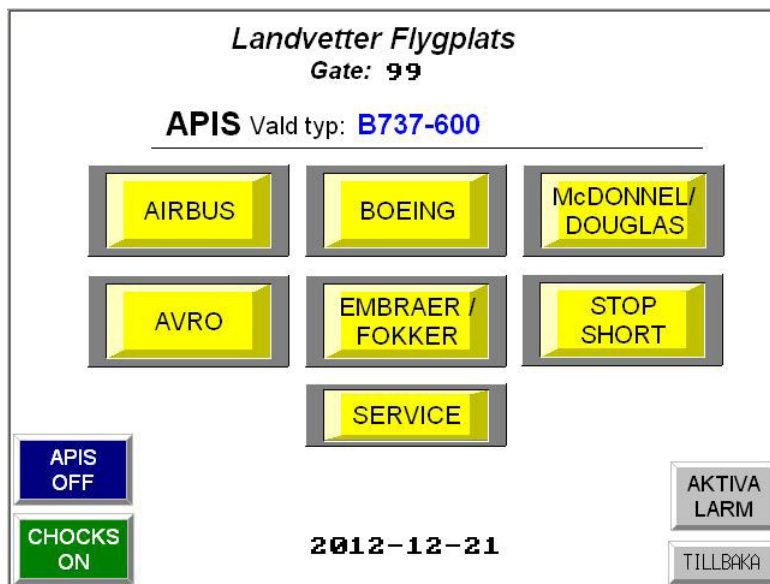 Landvetter Flygplats
Gate: 99
APIS Vald typ: B737-600
AIRBUS
BOEING
McDONNEL/
DOUGLAS
AVRO
EMBRAER /
FOKKER
STOP
SHORT
SERVICE
APIS
OFF
AKTIVA
LARM
CHOCKS
ON
2012-12-21
TILLBAKA